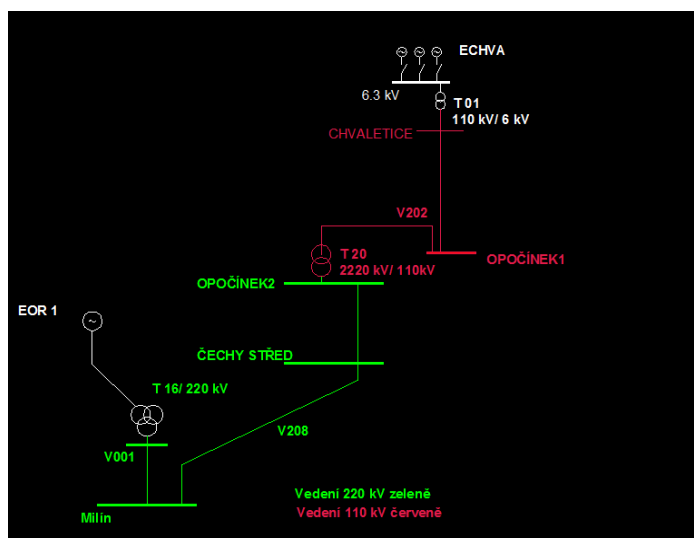 ECHVA
6.3 kV
T 01
110 kV/ 6 kV
CHVALETICE
V202
T 20
2220 kV/ 110kV
OPOČÍNEK1
OPOČÍNEK2
EOR 1
ČECHY STŘED
T 16/ 220 kV
V208
V001
Vedení 220 kV zeleně
Vedení 110 kV červeně
Milín